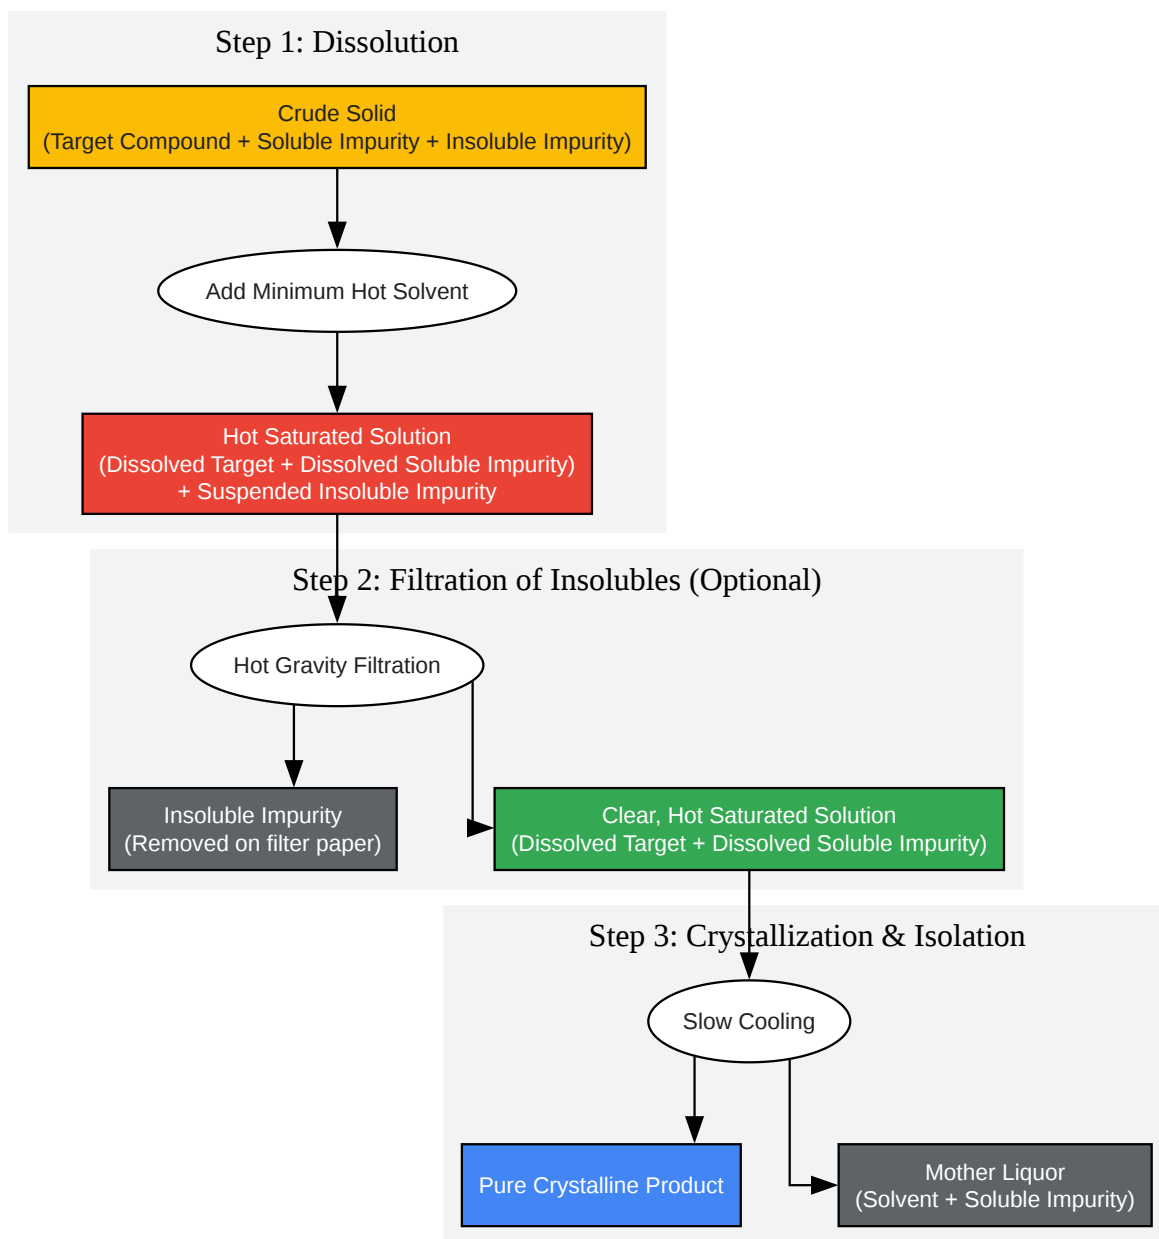 Step 1: Dissolution
Crude Solid
(Target Compound + Soluble Impurity + Insoluble Impurity)
Add Minimum Hot Solvent
Hot Saturated Solution
(Dissolved Target + Dissolved Soluble Impurity)
+ Suspended Insoluble Impurity
Step 2: Filtration of Insolubles (Optional)
Hot Gravity Filtration
Insoluble Impurity
(Removed on filter paper)
Clear, Hot Saturated Solution
(Dissolved Target + Dissolved Soluble Impurity)
Step 3: Crystallization & Isolation
Slow Cooling
Pure Crystalline Product
Mother Liquor
(Solvent + Soluble Impurity)